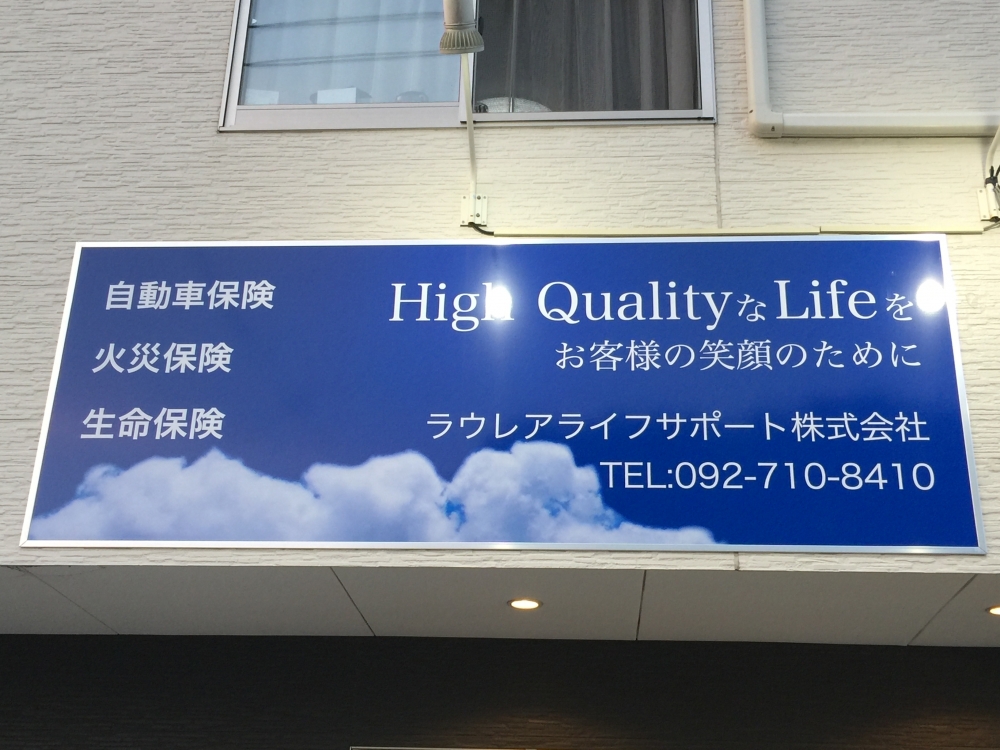 自動車保険
火災保険
生命保険
High Qualityな Lifeを
お客様の笑顔のために
ラウレアライフサポート株式会社
TEL:092-710-8410